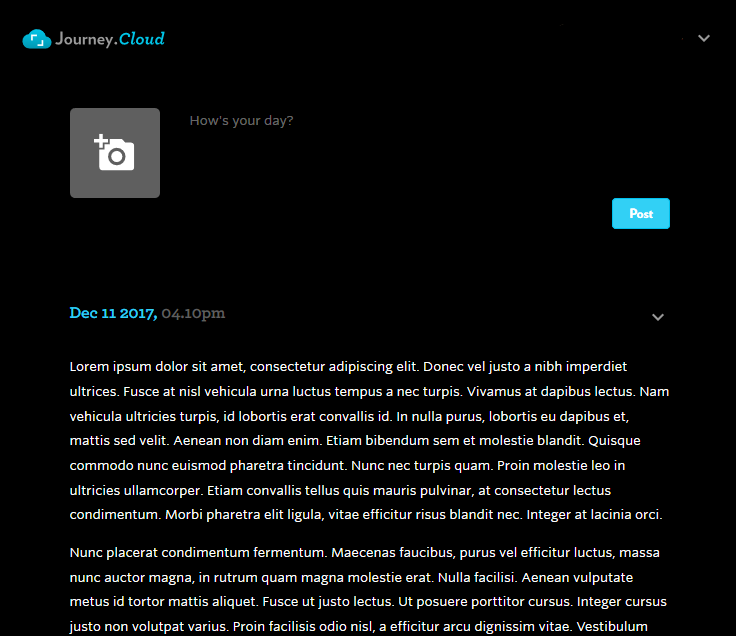 Journey.Cloud
How's your day?
Post
Dec 11 2017, 04.10pm
Lorem ipsum dolor sit amet, consectetur adipiscing elit. Donec vel justo a nibh imperdiet
ultrices. Fusce at nisl vehicula urna luctus tempus a nec turpis. Vivamus at dapibus lectus. Nam
vehicula ultricies turpis, id lobortis erat convallis id. In nulla purus, lobortis eu dapibus et,
mattis sed velit. Aenean non diam enim. Etiam bibendum sem et molestie blandit. Quisque
commodo nunc euismod pharetra tincidunt. Nunc nec turpis quam. Proin molestie leo in
ultricies ullamcorper. Etiam convallis tellus quis mauris pulvinar, at consectetur lectus
condimentum. Morbi pharetra elit ligula, vitae efficitur risus blandit nec. Integer at lacinia orci.
Nunc placerat condimentum fermentum. Maecenas faucibus, purus vel efficitur luctus, massa
nunc auctor magna, in rutrum quam magna molestie erat. Nulla facilisi. Aenean vulputate
metus id tortor mattis aliquet. Fusce ut justo lectus. Ut posuere porttitor cursus. Integer cursus
justo non volutpat varius. Proin facilisis odio nisl, a efficitur arcu dignissim vitae. Vestibulum